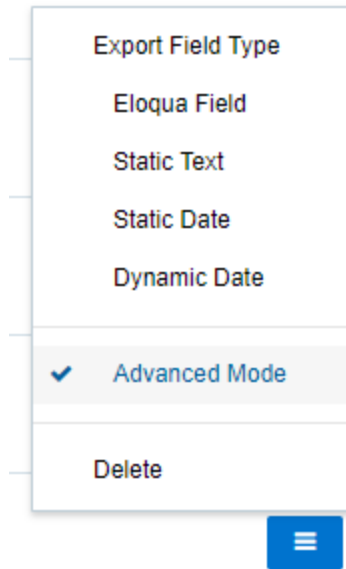 Export Field Type
Eloqua Field
Static Text
Static Date
Dynamic Date
Advanced Mode
Delete